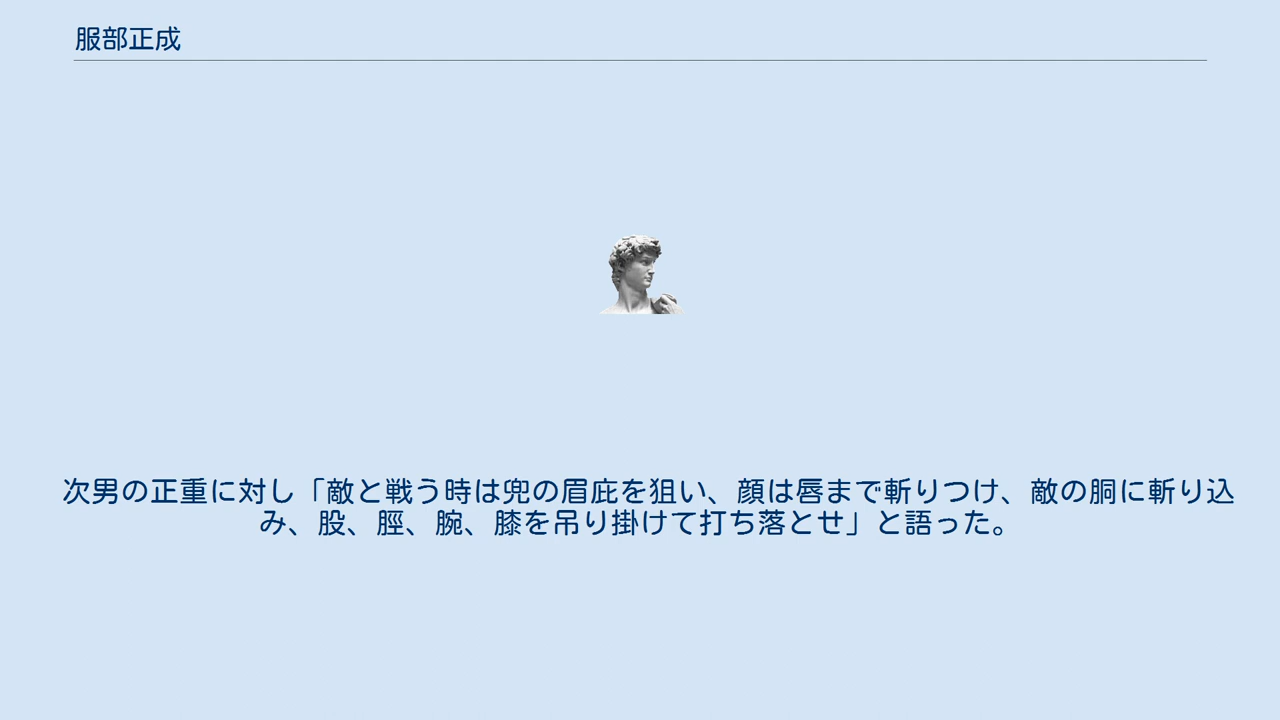 服部正成
次男の正重に対し「敵と戦う時は兜の眉庇を狙い、顔は唇まで斬りつけ、敵の胴に斬り込
み、股、脛、腕、膝を吊り掛けて打ち落とせ」と語った。